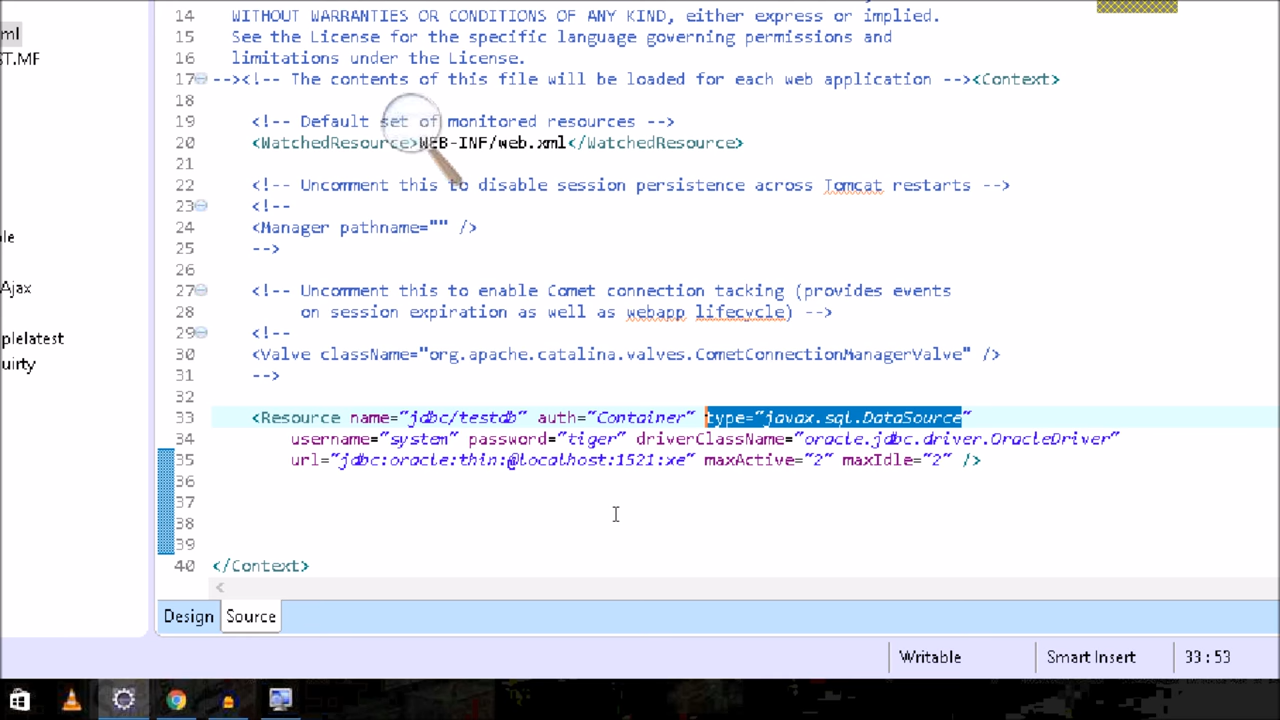 14 WITHOUT WARRANTIES OR CONDITIONS OF ANY KIND, either express or implied.
ml
15 See the License for the specific language governing permissions and
ST.MF
16 limitations under the License.
17 --><!-- The contents of this file will be loaded for each web application --><Context>
18
19 <!-- Default set of monitored resources -->
20 <WatchedResource>WEB-INF/web.xml</WatchedResource>
21
22 <!-- Uncomment this to disable session persistence across Tomcat restarts -->
23 <!--
24 <Manager pathname="" />
le
25 -->
26
Ajax
27 <!-- Uncomment this to enable Comet connection tacking (provides events
28 on session expiration as well as webapp lifecycle) -->
29 <!--
plelatest
30 <Valve className="org.apache.catalina.valves.CometConnectionManagerValve" />
uirty
31 -->
32
33 <Resource name="jdbc/testdb" auth="Container" type="javax.sql.DataSource"
34 username="system" password="tiger" driverClassName="oracle.jdbc.driver.OracleDriver"
35 url="jdbc:oracle:thin:@localhost:1521:xe" maxActive="2" maxIdle="2" />
36
37
38
39
40 </Context>
Design Source
Writable Smart Insert 33 : 53